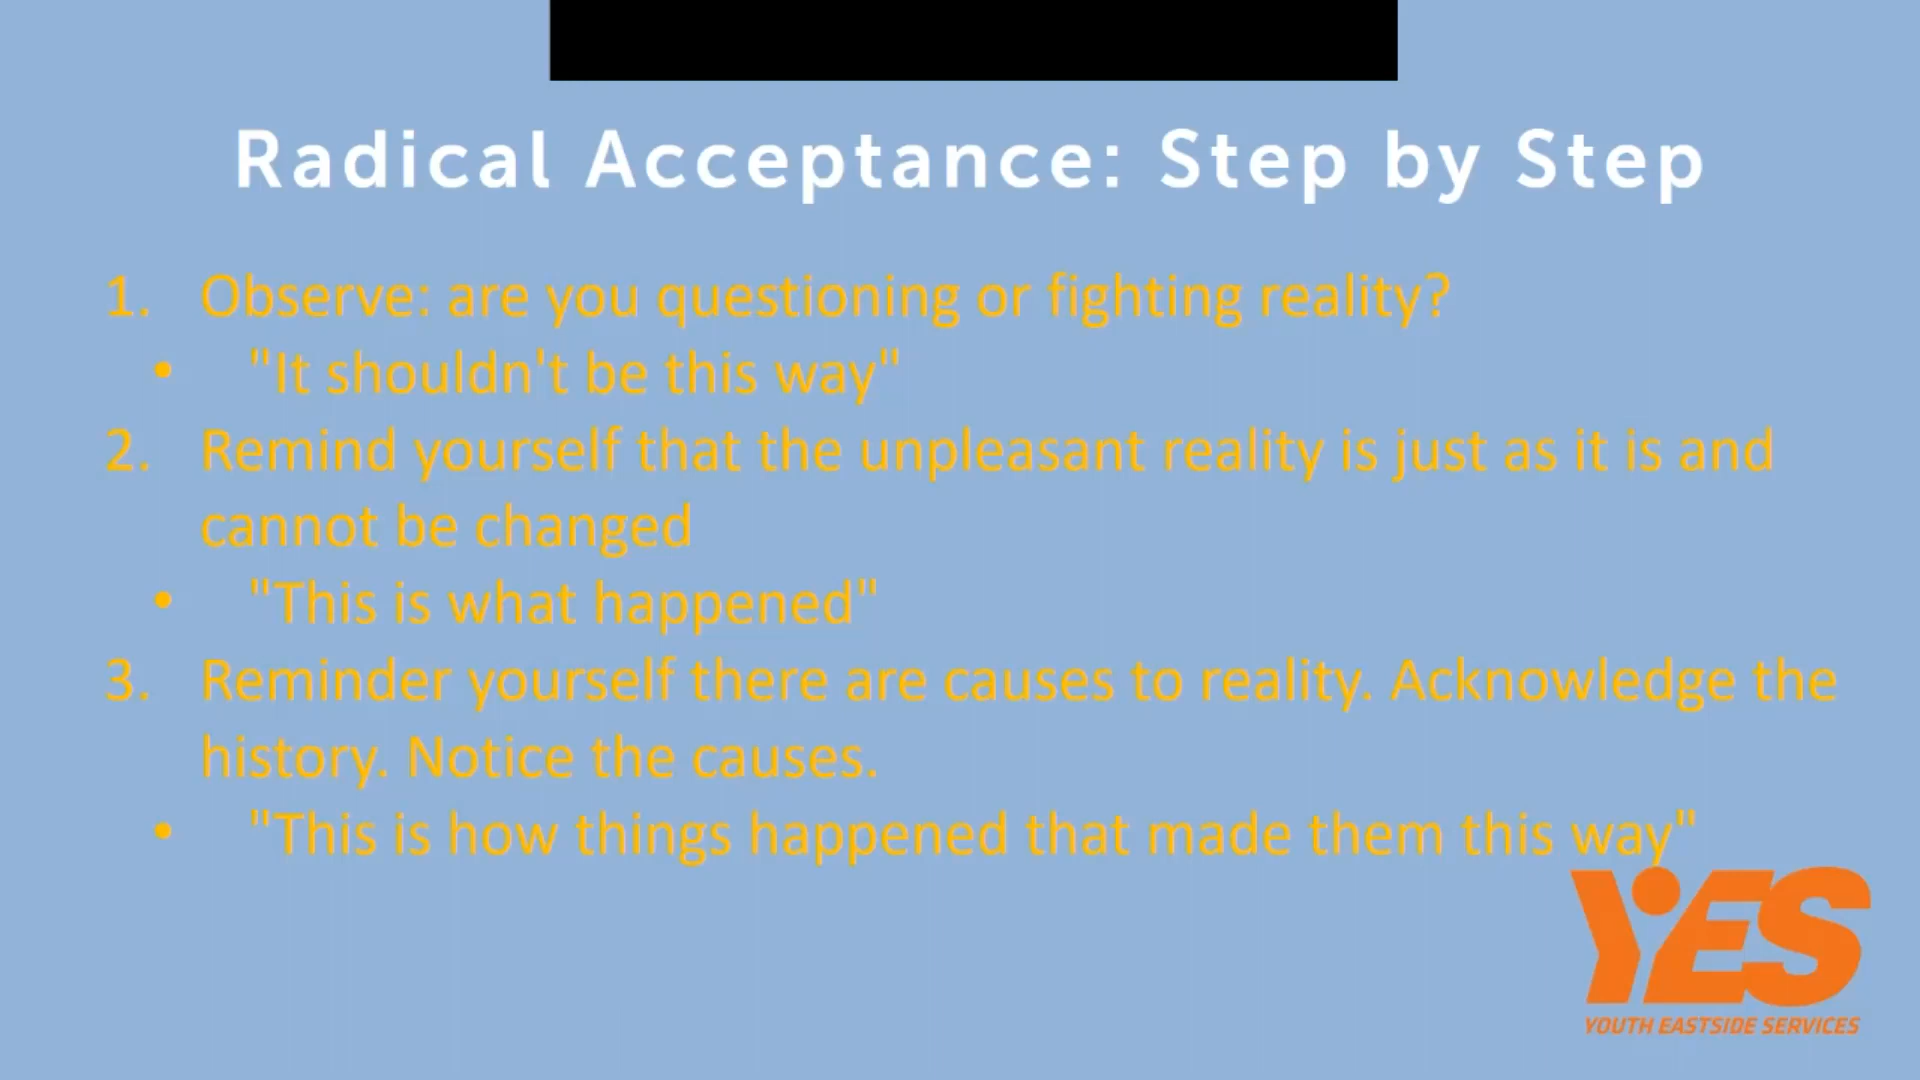 Radical Acceptance: Step by Step
1. Observe: are you questioning or fighting reality?
• "It shouldn't be this way"
2. Remind yourself that the unpleasant reality is just as it is and
cannot be changed
• "This is what happened"
3. Reminder yourself there are causes to reality. Acknowledge the
history. Notice the causes.
• "This is how things happened that made them this way"
YES
YOUTH EASTSIDE SERVICES